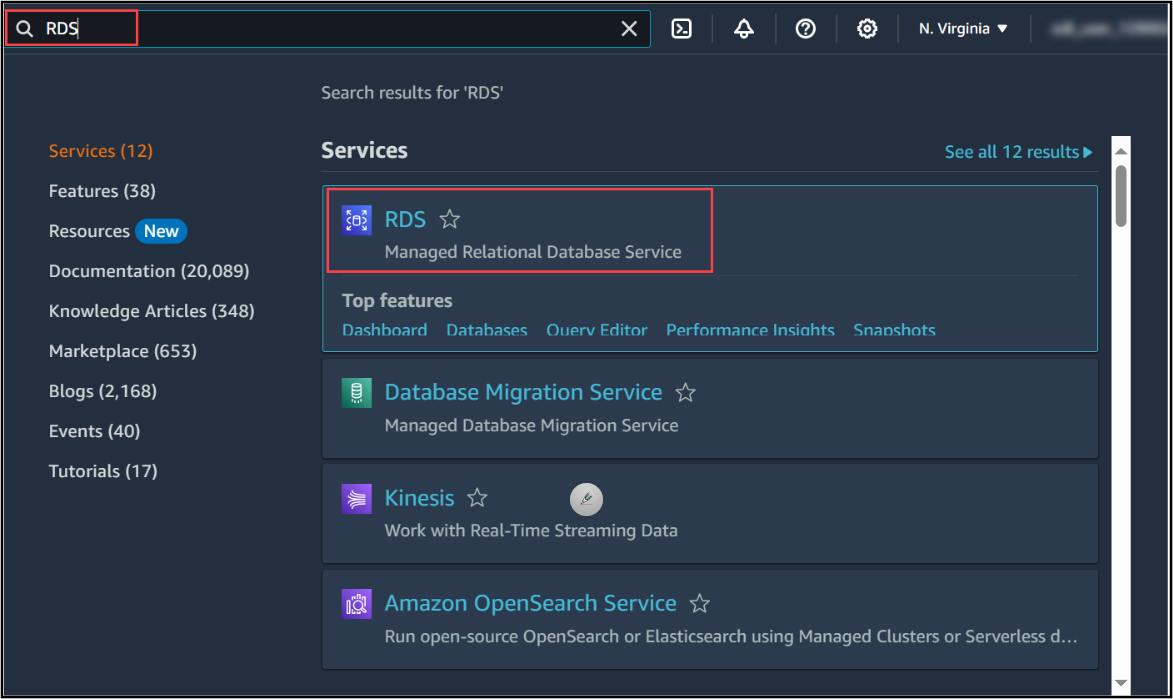 RDS
N. Virginia
Search results for 'RDS'
Services (12)
Features (38)
Resources New
Documentation (20,089)
Knowledge Articles (348)
Marketplace (653)
Blogs (2,168)
Events (40)
Tutorials (17)
Services
See all 12 results
RDS
Managed Relational Database Service
Top features
Dashboard Databases Query Editor Performance Insights Snapshots
Database Migration Service
Managed Database Migration Service
Kinesis
Work with Real-Time Streaming Data
Amazon OpenSearch Service
Run open-source OpenSearch or Elasticsearch using Managed Clusters or Serverless d...